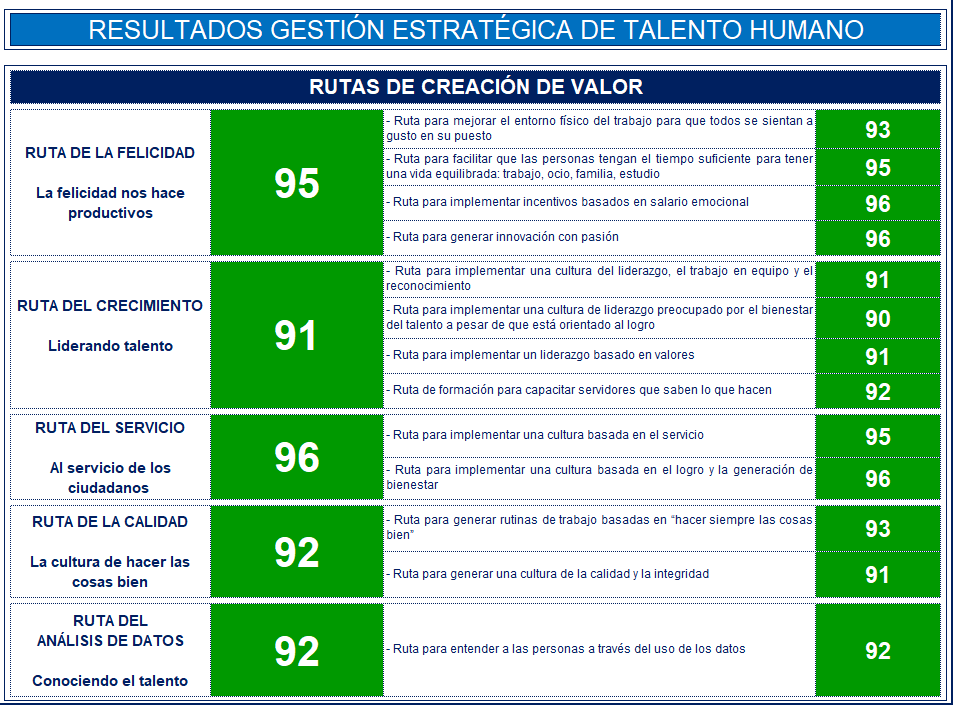 RESULTADOS GESTIÓN ESTRATÉGICA DE TALENTO HUMANO
RUTAS DE CREACIÓN DE VALOR
RUTA DE LA FELICIDAD
La felicidad nos hace
productivos
95
- Ruta para mejorar el entorno físico del trabajo para que todos se sientan a
gusto en su puesto
93
- Ruta para facilitar que las personas tengan el tiempo suficiente para tener
una vida equilibrada: trabajo, ocio, familia, estudio
95
- Ruta para implementar incentivos basados en salario emocional
96
- Ruta para generar innovación con pasión
96
RUTA DEL CRECIMIENTO
Liderando talento
91
- Ruta para implementar una cultura del liderazgo, el trabajo en equipo y el
reconocimiento
91
- Ruta para implementar una cultura de liderazgo preocupado por el bienestar
del talento a pesar de que está orientado al logro
90
- Ruta para implementar un liderazgo basado en valores
91
- Ruta de formación para capacitar servidores que saben lo que hacen
92
RUTA DEL SERVICIO
Al servicio de los
ciudadanos
96
- Ruta para implementar una cultura basada en el servicio
95
- Ruta para implementar una cultura basada en el logro y la generación de
bienestar
96
RUTA DE LA CALIDAD
La cultura de hacer las
cosas bien
92
- Ruta para generar rutinas de trabajo basadas en “hacer siempre las cosas
bien”
93
- Ruta para generar una cultura de la calidad y la integridad
91
RUTA DEL
ANÁLISIS DE DATOS
Conociendo el talento
92
- Ruta para entender a las personas a través del uso de los datos
92